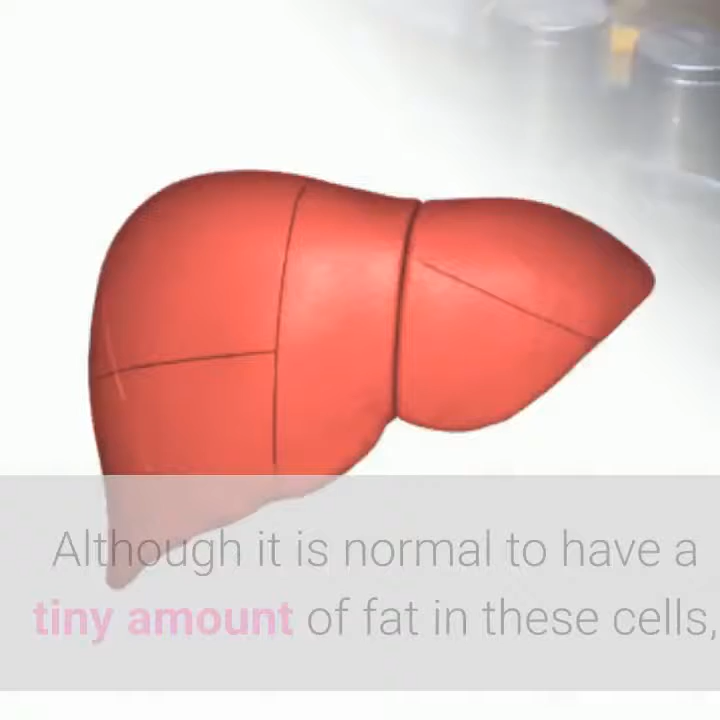 Although it is normal to have a
tiny amount of fat in these cells,